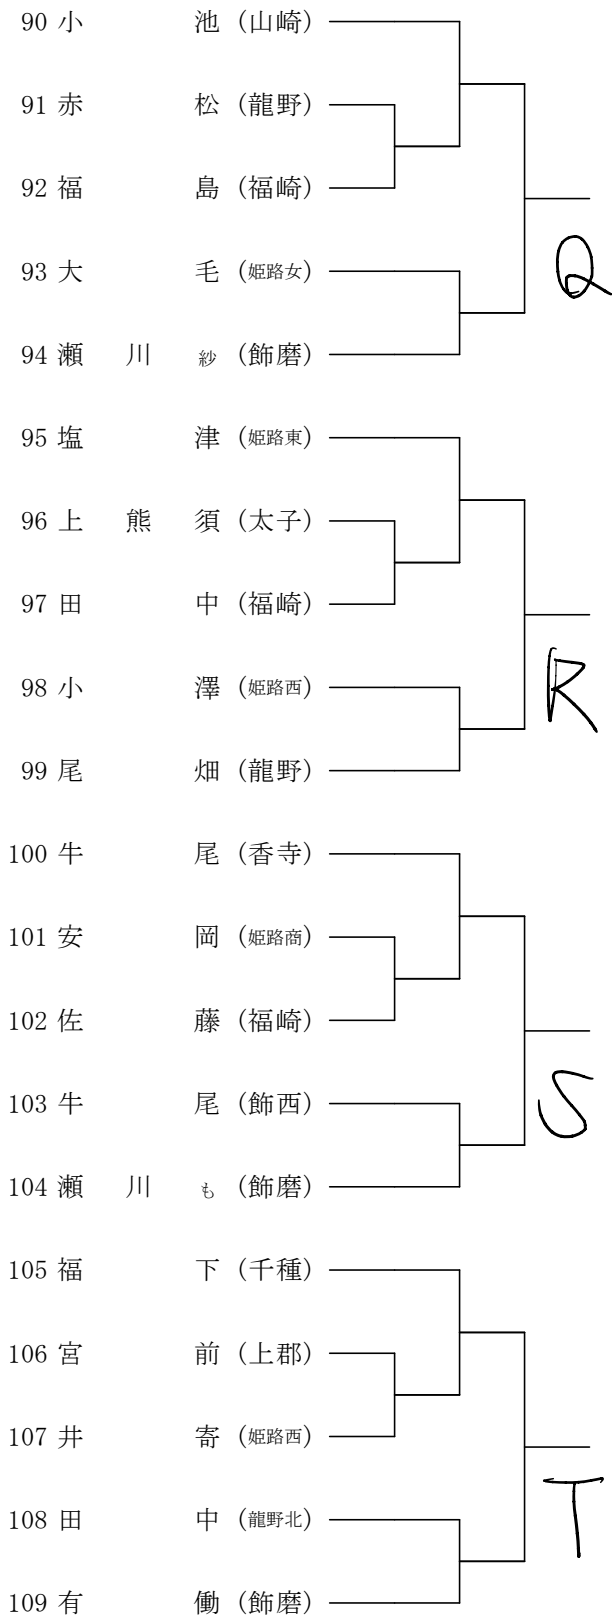 90 小 池 (山崎)
91 赤 松 (龍野)
92 福 島 (福崎)
Q
93 大 毛 (姫路女)
94 瀬 川 紗 (飾磨)
95 塩 津 (姫路東)
96 上 熊 須 (太子)
97 田 中 (福崎)
R
98 小 澤 (姫路西)
99 尾 畑 (龍野)
100 牛 尾 (香寺)
101 安 岡 (姫路商)
102 佐 藤 (福崎)
103 牛 尾 (飾西)
S
104 瀬 川 も (飾磨)
105 福 下 (千種)
106 宮 前 (上郡)
107 井 寄 (姫路西)
108 田 中 (龍野北)
T
109 有 働 (飾磨)